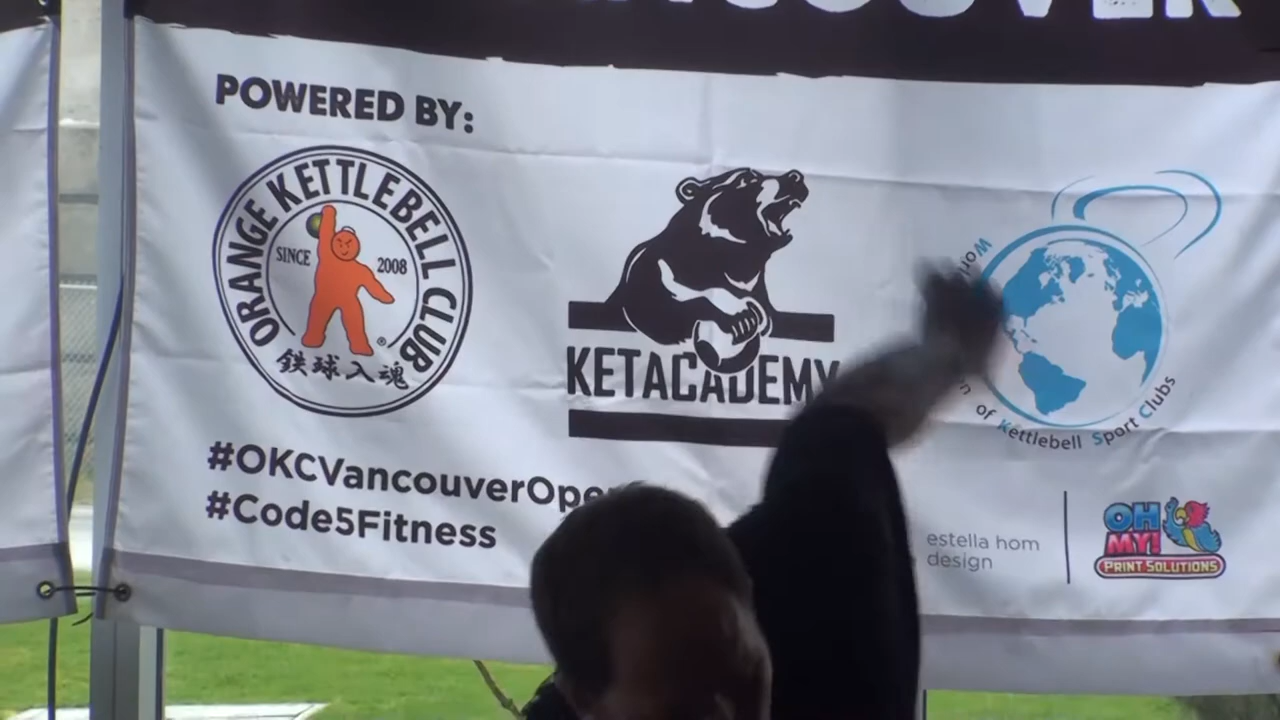 VANCOUVER
POWERED BY:
ORANGE KETTLEBELL CLUB
SINCE 2008
®
鉄球入魂
KETACADEMY
of Kettlebell Sport Clubs
#OKCVancouverOpe
#Code5Fitness
estella hom
design
OH
MY!
PRINT SOLUTIONS